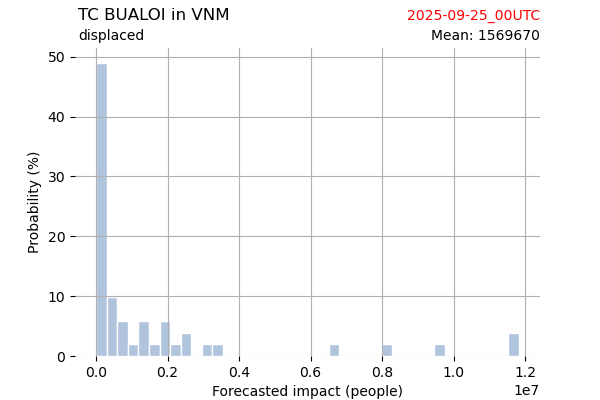 TC BUALOI in VNM
2025-09-25_00UTC
displaced
Mean: 1569670
50
40
30
20
10
0
Probability (%)
0.0 0.2 0.4 0.6 0.8 1.0 1.2
1e7
Forecasted impact (people)